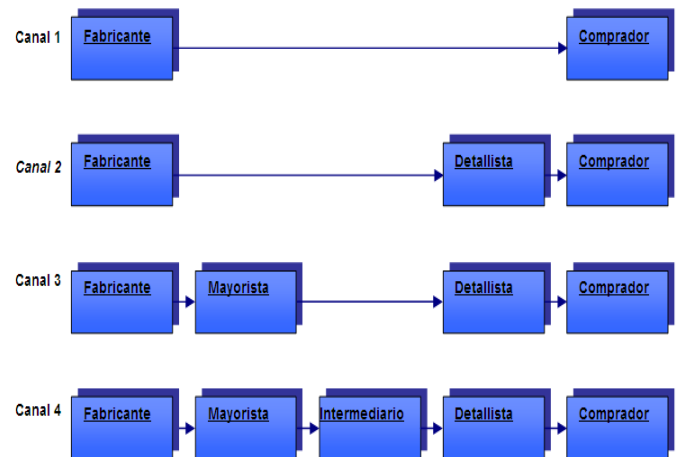 Canal 1 Fabricante Comprador
Canal 2 Fabricante Detallista Comprador
Canal 3 Fabricante Mayorista Detallista Comprador
Canal 4 Fabricante Mayorista Intermediario Detallista Comprador